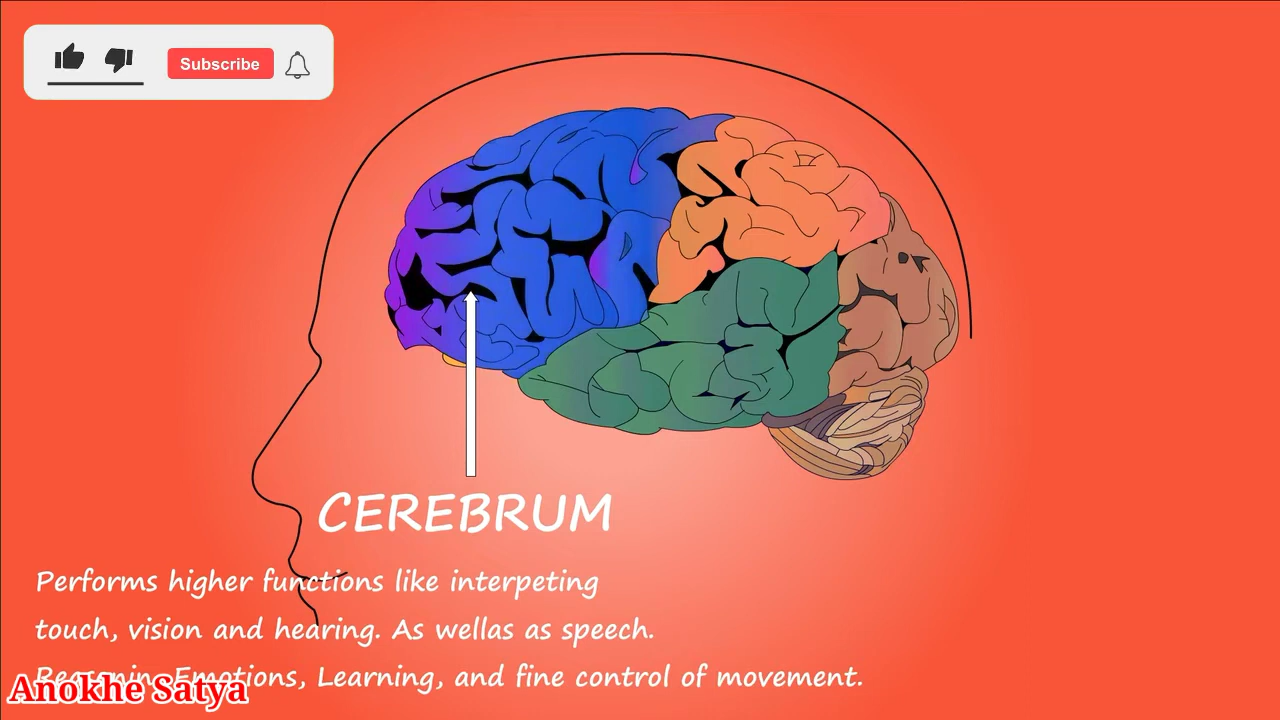 Subscribe
CEREBRUM
Performs higher functions like interpeting
touch, vision and hearing. As wellas as speech.
Emotions, Learning, and fine control of movement.
Anokhe Satya